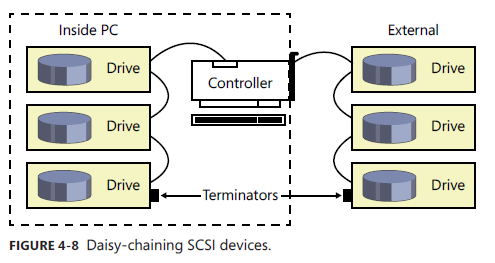 Inside PC
External
Drive
Controller
Drive
Drive
Drive
Drive
Terminators
Drive
FIGURE 4-8 Daisy-chaining SCSI devices.